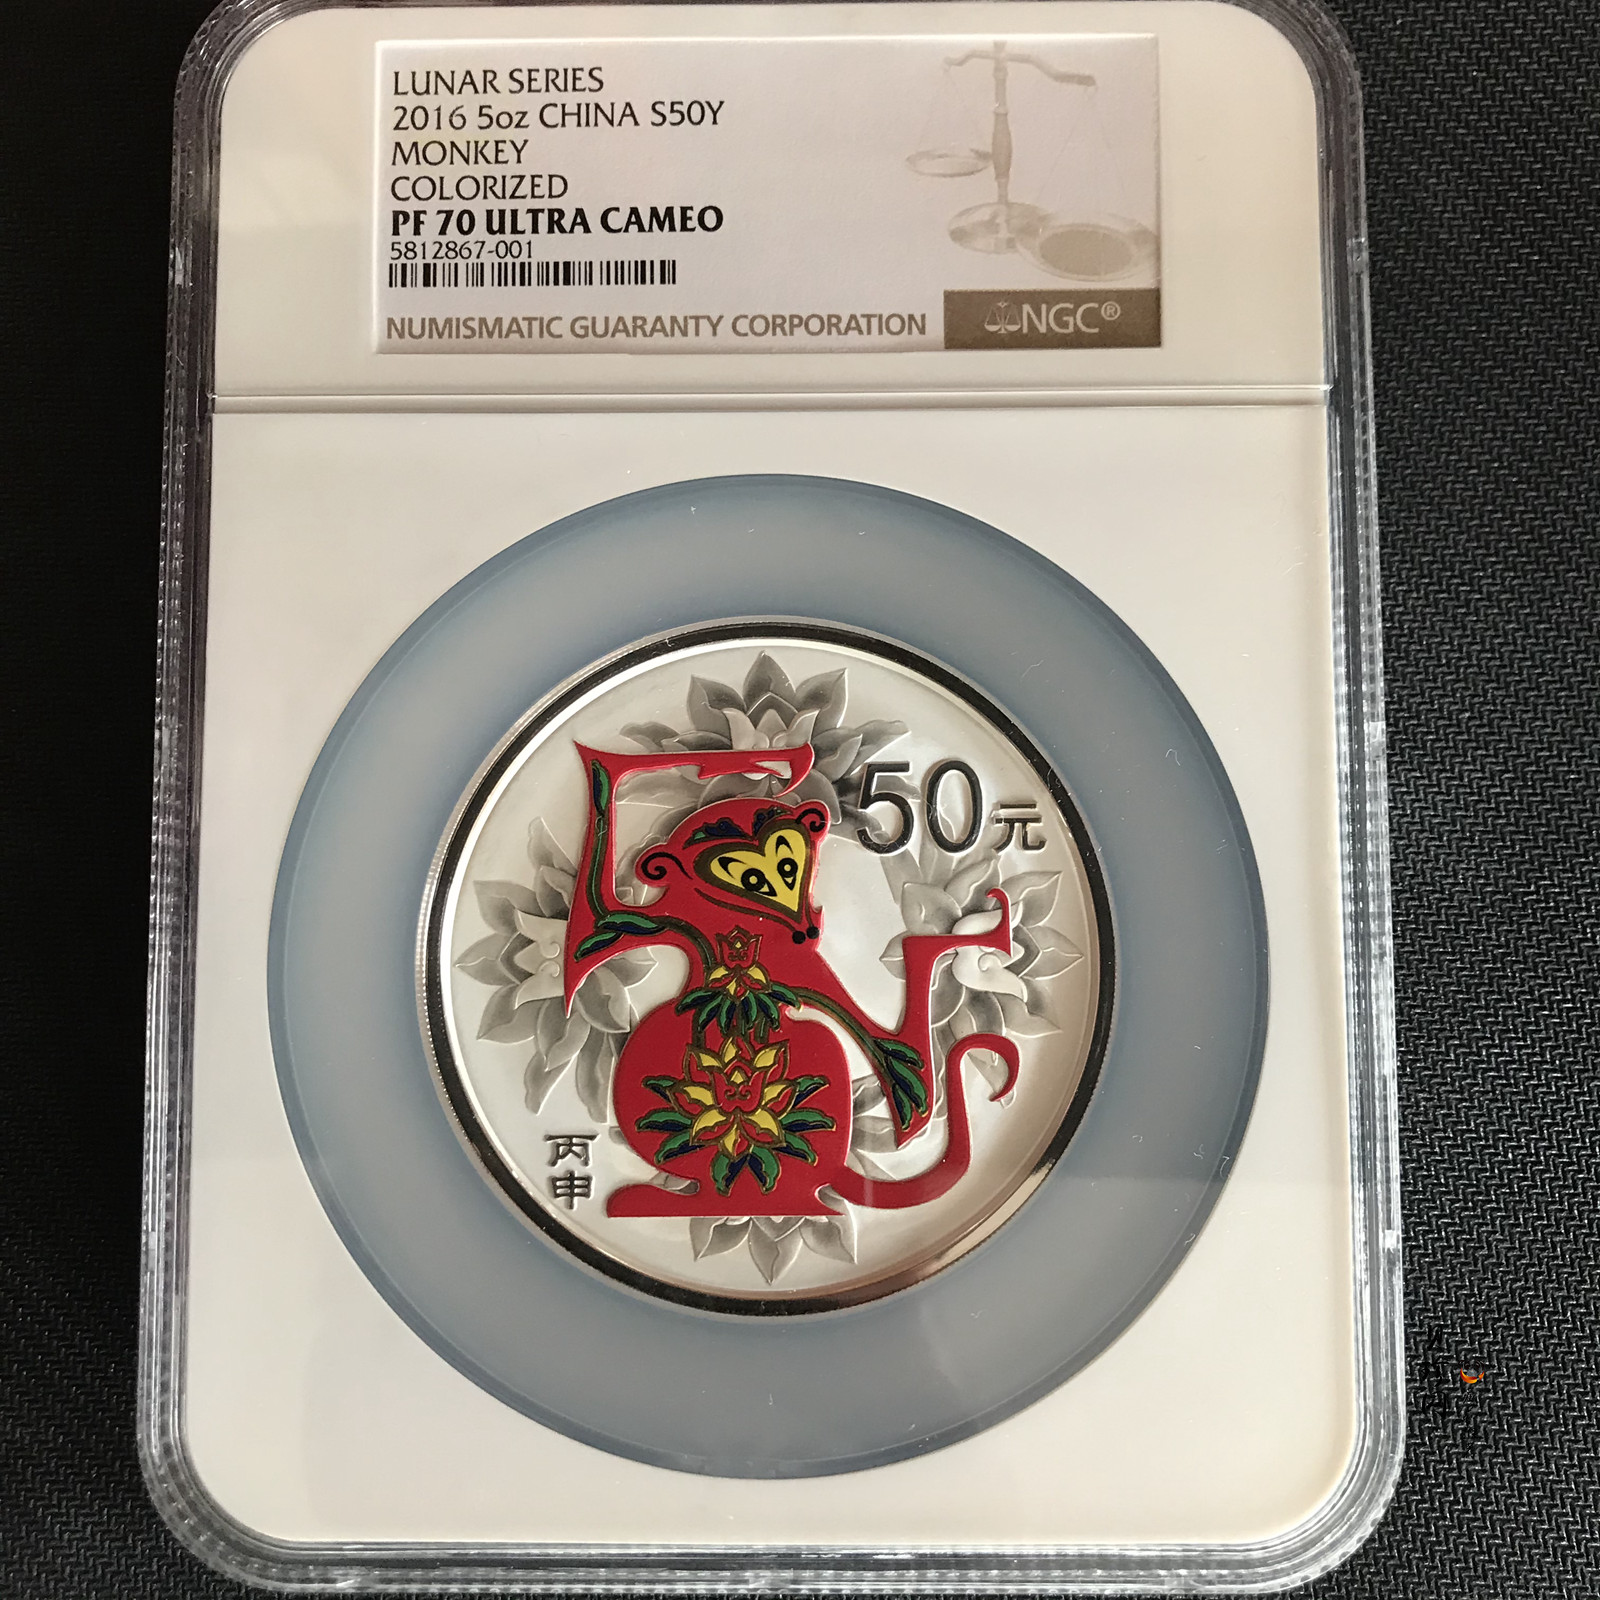 LUNAR SERIES
2016 5oz CHINA S50Y
MONKEY
COLORIZED
PF 70 ULTRA CAMEO
5812867-001
NUMISMATIC GUARANTY CORPORATION
NGC®
50元
丙
申